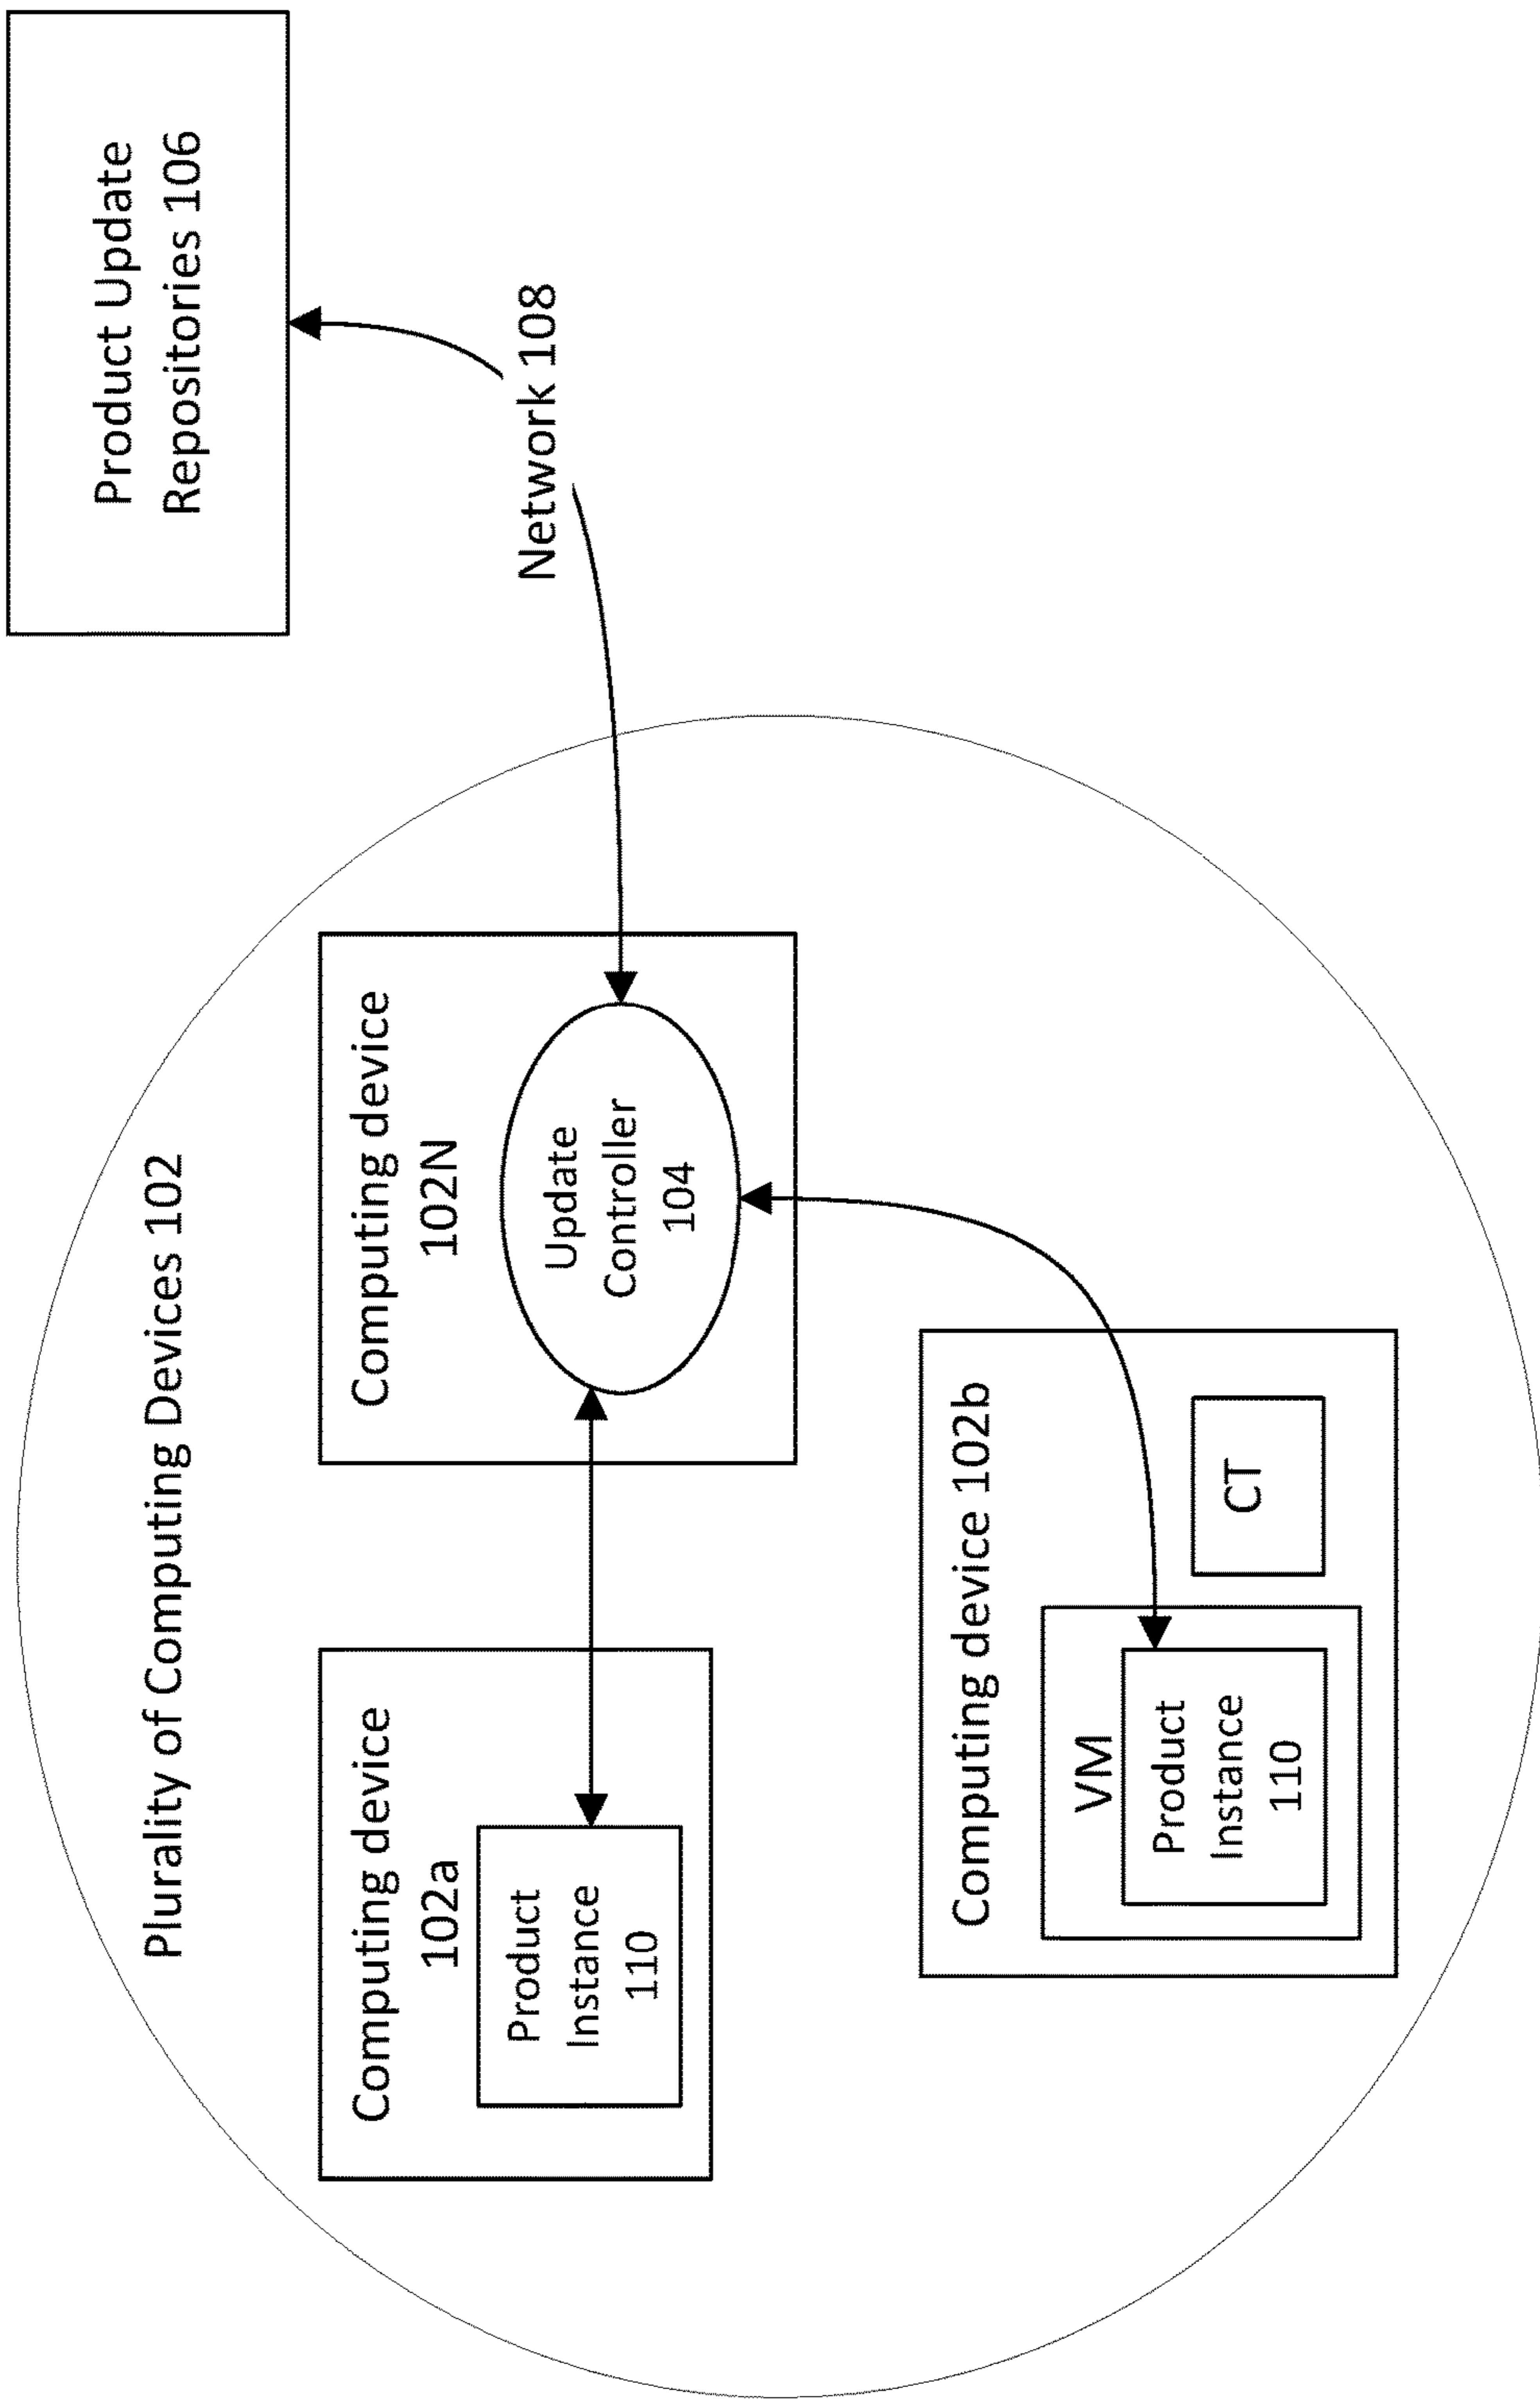 Product Update
Repositories 106
Network 108
Plurality of Computing Devices 102
Computing device
102a
Product
Instance
110
Computing device
102N
Update
Controller
104
Computing device 102b
VM
Product
Instance
110
CT